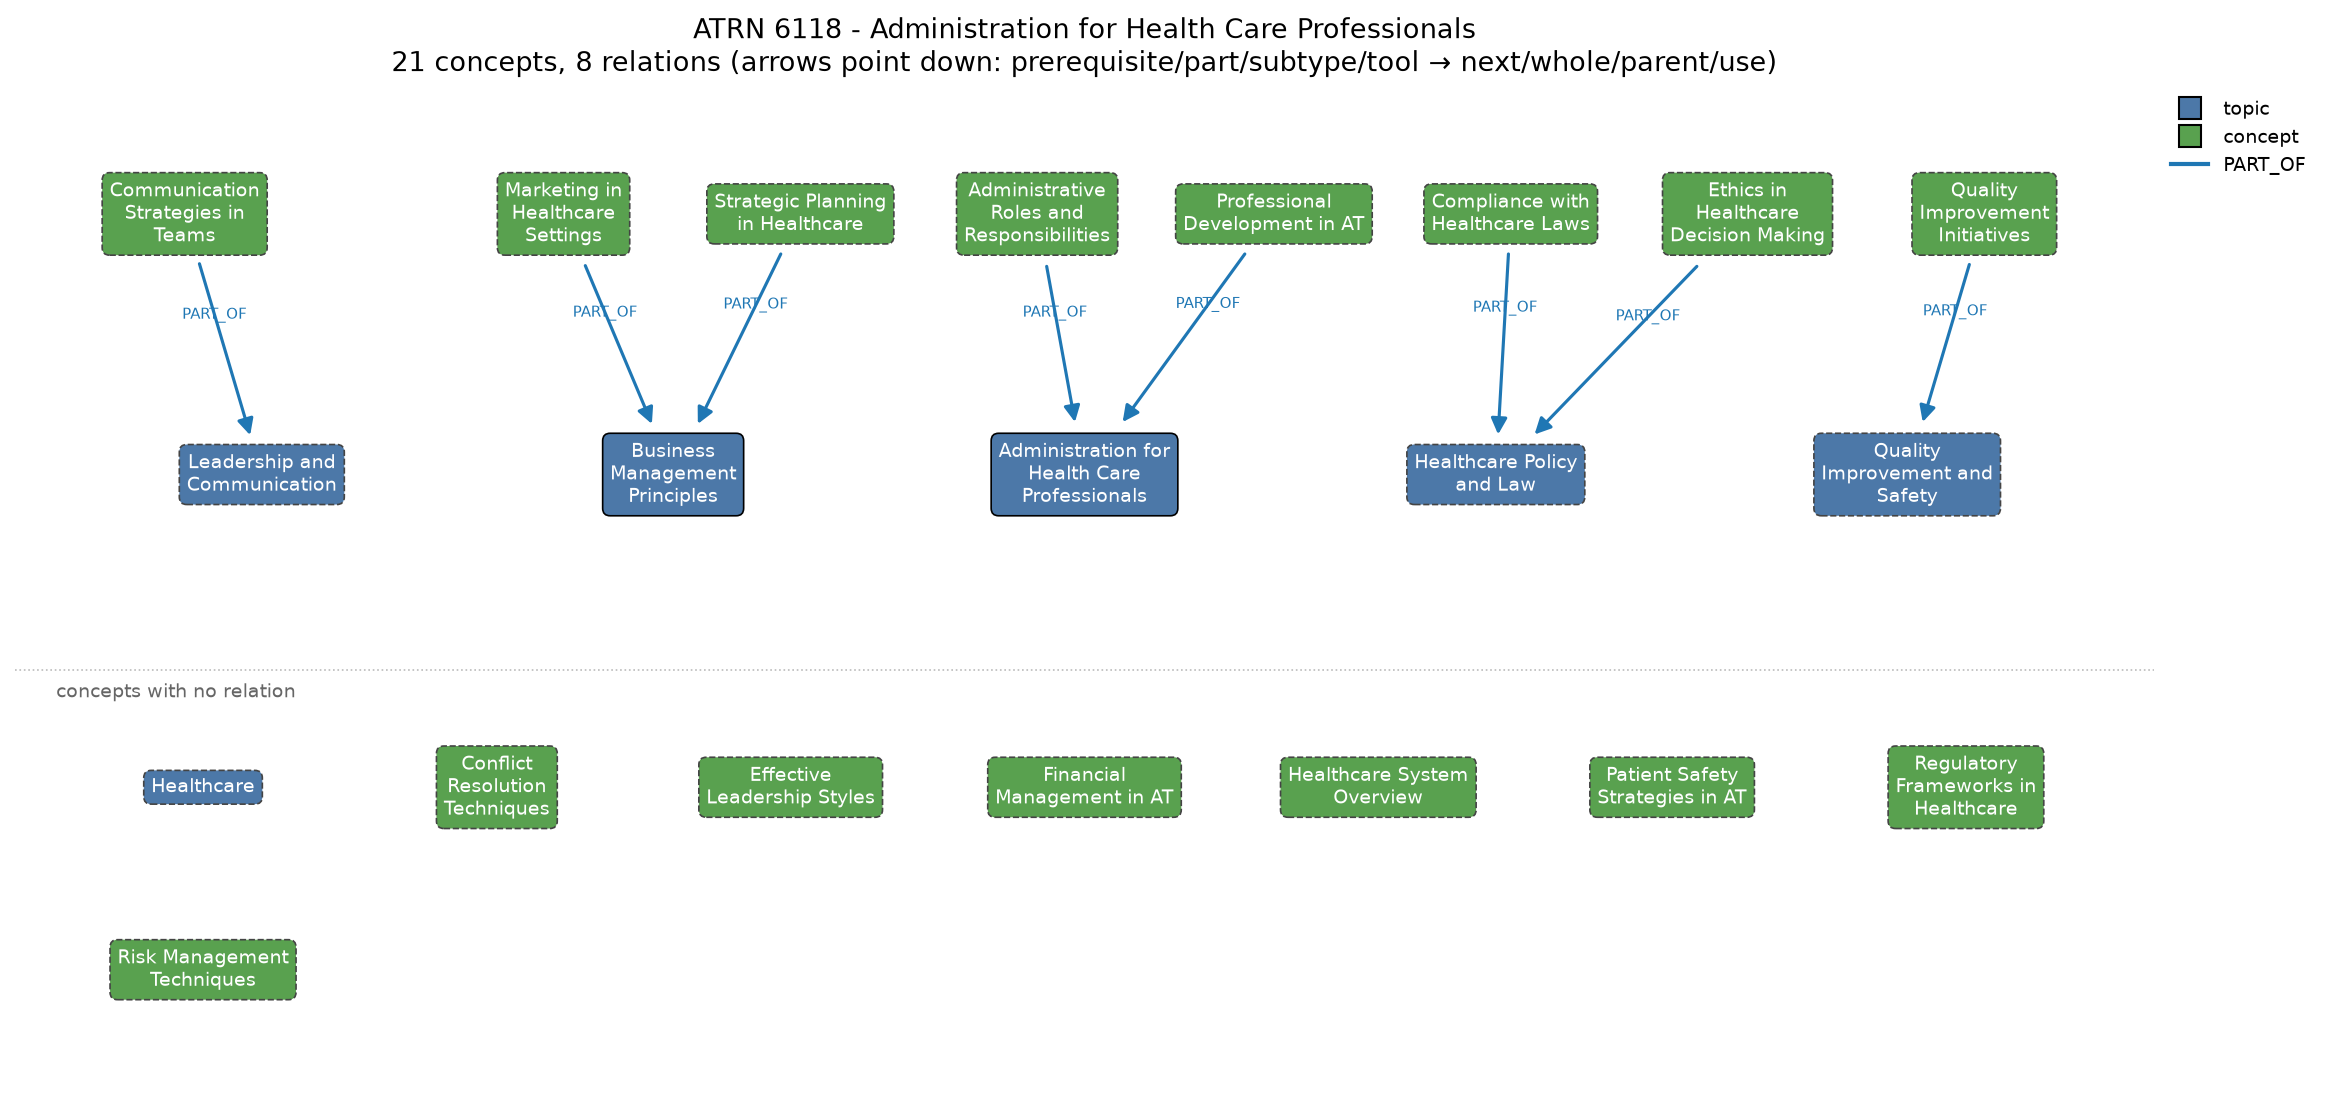 ATRN 6118 - Administration for Health Care Professionals
21 concepts, 8 relations (arrows point down: prerequisite/part/subtype/tool → next/whole/parent/use)
topic
concept
PART_OF
Communication
Strategies in
Teams
Marketing in
Healthcare
Settings
Strategic Planning
in Healthcare
Administrative
Roles and
Responsibilities
Professional
Development in AT
Compliance with
Healthcare Laws
Ethics in
Healthcare
Decision Making
Quality
Improvement
Initiatives
PART_OF
PART_OF
PART_OF
PART_OF
PART_OF
PART_OF
PART_OF
PART_OF
Leadership and
Communication
Business
Management
Principles
Administration for
Health Care
Professionals
Healthcare Policy
and Law
Quality
Improvement and
Safety
concepts with no relation
Healthcare
Conflict
Resolution
Techniques
Effective
Leadership Styles
Financial
Management in AT
Healthcare System
Overview
Patient Safety
Strategies in AT
Regulatory
Frameworks in
Healthcare
Risk Management
Techniques